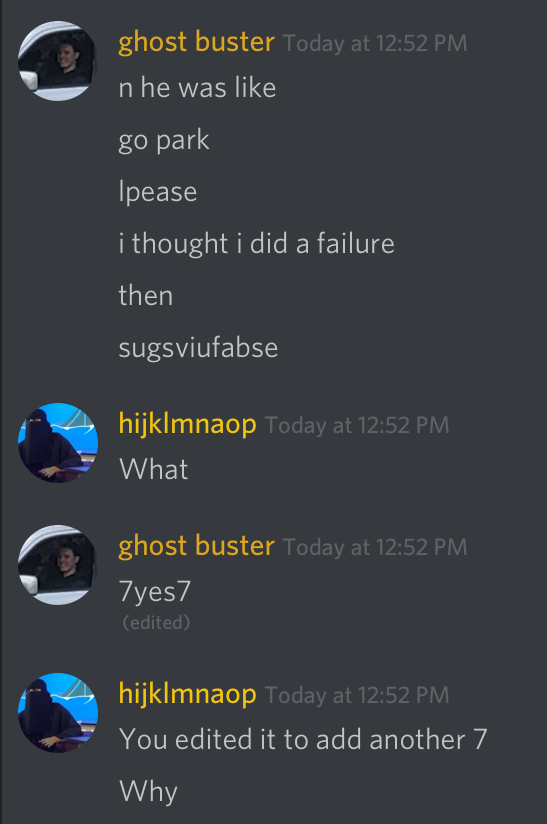 ghost buster Today at 12:52 PM
n he was like
go park
lpease
i thought i did a failure
then
sugsviufabse
hijklmnaop Today at 12:52 PM
What
ghost buster Today at 12:52 PM
7yes7
(edited)
hijklmnaop Today at 12:52 PM
You edited it to add another 7
Why